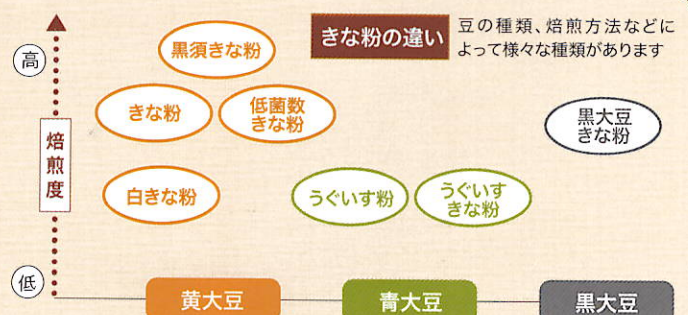 きな粉の違い
豆の種類、焙煎方法などに
よって様々な種類があります
高
焙煎度
低
黒須きな粉
きな粉
低菌数
きな粉
白きな粉
うぐいす粉
うぐいす
きな粉
黒大豆
きな粉
黄大豆
青大豆
黒大豆